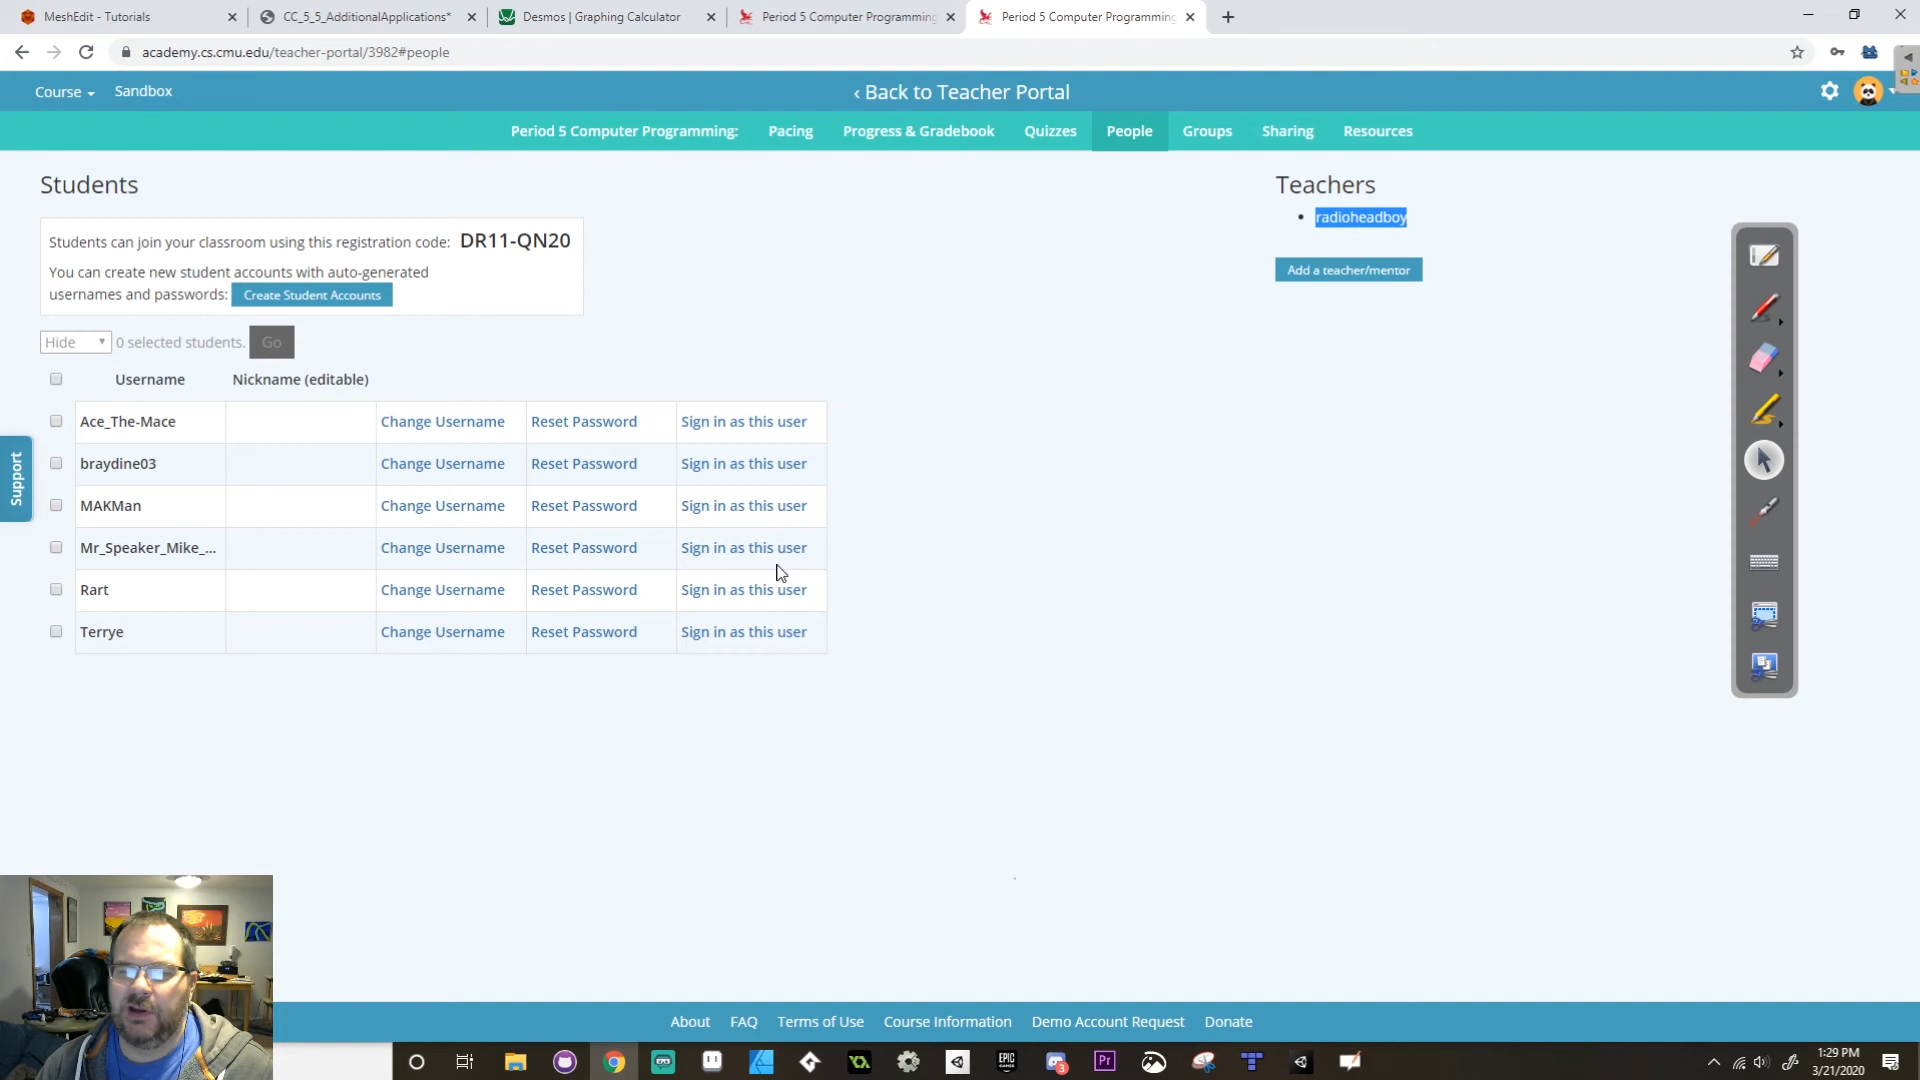 MeshEdit - Tutorials
CC_5_5_AdditionalApplications*
Desmos | Graphing Calculator
Period 5 Computer Programming
Period 5 Computer Programming
academy.cs.cmu.edu/teacher-portal/3982#people
Course
Sandbox
‹ Back to Teacher Portal
Period 5 Computer Programming:
Pacing
Progress & Gradebook
Quizzes
People
Groups
Sharing
Resources
Students
Teachers
radioheadboy
Add a teacher/mentor
Students can join your classroom using this registration code: DR11-QN20
You can create new student accounts with auto-generated
usernames and passwords: Create Student Accounts
Hide 0 selected students. Go
Username Nickname (editable)
Ace_The-Mace Change Username Reset Password Sign in as this user
braydine03 Change Username Reset Password Sign in as this user
MAKMan Change Username Reset Password Sign in as this user
Mr_Speaker_Mike_... Change Username Reset Password Sign in as this user
Rart Change Username Reset Password Sign in as this user
Terrye Change Username Reset Password Sign in as this user
Support
About FAQ Terms of Use Course Information Demo Account Request Donate
EPIC
GAMES
3
Pr
1:29 PM
3/21/2020